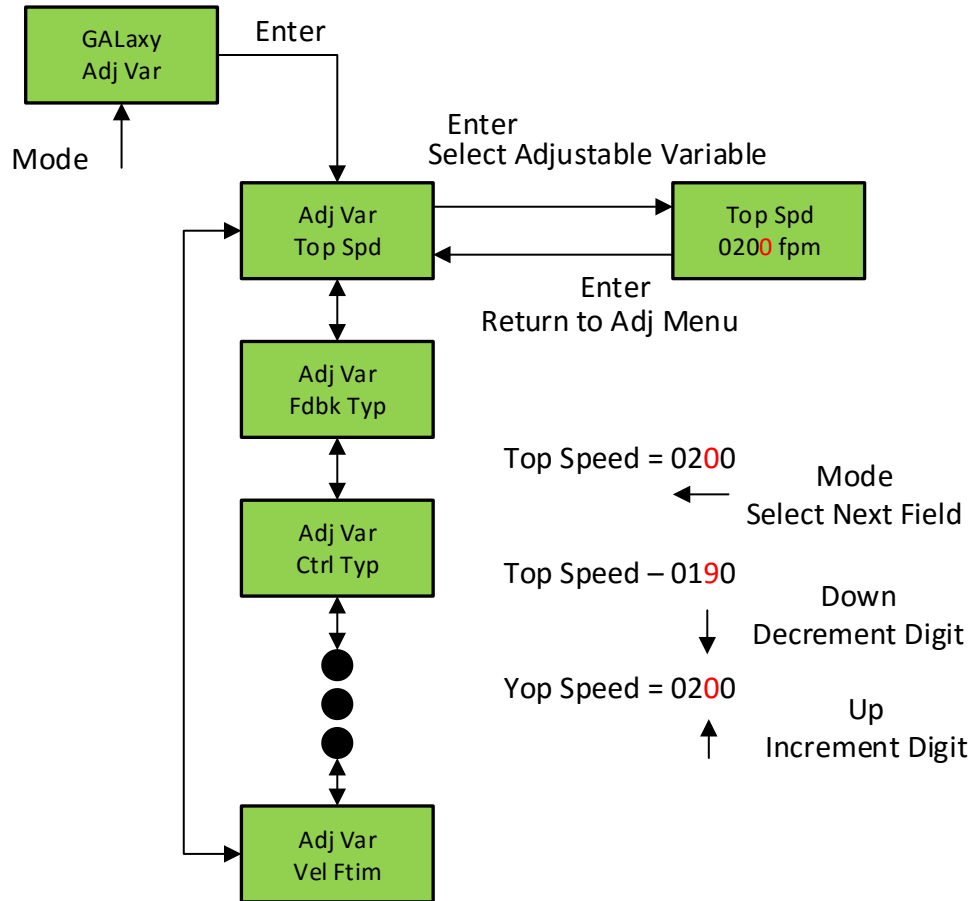 GALaxy
Adj Var
Enter
Mode
Enter
Select Adjustable Variable
Adj Var
Top Spd
Top Spd
0200 fpm
Enter
Return to Adj Menu
Adj Var
Fdbk Typ
Top Speed = 0200
Mode
Select Next Field
Adj Var
Ctrl Typ
Top Speed – 0190
Down
Decrement Digit
Yop Speed = 0200
Up
Increment Digit
Adj Var
Vel Ftim